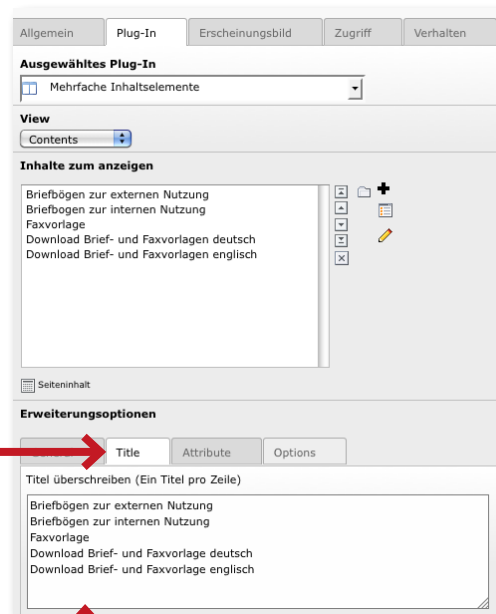 Allgemein Plug-In Erscheinungsbild Zugriff Verhalten
Ausgewähltes Plug-In
Mehrfache Inhaltselemente
View
Contents
Inhalte zum anzeigen
Briefbögen zur externen Nutzung
Briefbogen zur internen Nutzung
Faxvorlage
Download Brief- und Faxvorlagen deutsch
Download Brief- und Faxvorlagen englisch
Seiteninhalt
Erweiterungsoptionen
Title Attribute Options
Titel überschreiben (Ein Titel pro Zeile)
Briefbögen zur externen Nutzung
Briefbogen zur internen Nutzung
Faxvorlage
Download Brief- und Faxvorlage deutsch
Download Brief- und Faxvorlage englisch